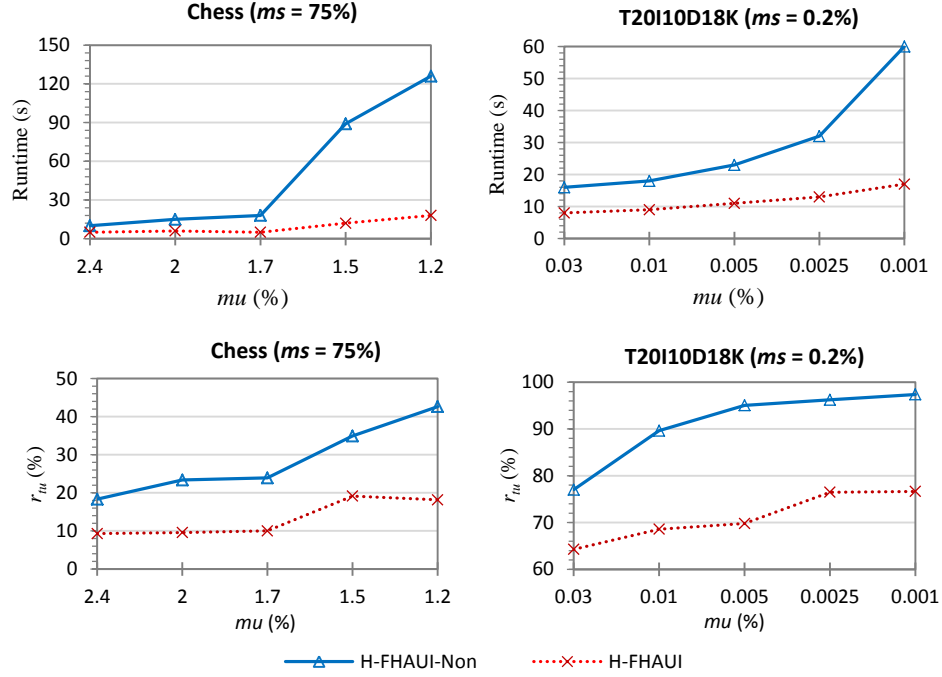 Chess (ms = 75%)
150
120
90
60
30
0
Runtime (s)
2.4 2 1.7 1.5 1.2
mu (%)
T20I10D18K (ms = 0.2%)
60
50
40
30
20
10
0
Runtime (s)
0.03 0.01 0.005 0.0025 0.001
mu (%)
Chess (ms = 75%)
50
40
30
20
10
0
r_tu (%)
2.4 2 1.7 1.5 1.2
mu (%)
T20I10D18K (ms = 0.2%)
100
90
80
70
60
r_tu (%)
0.03 0.01 0.005 0.0025 0.001
mu (%)
H-FHAUI-Non H-FHAUI